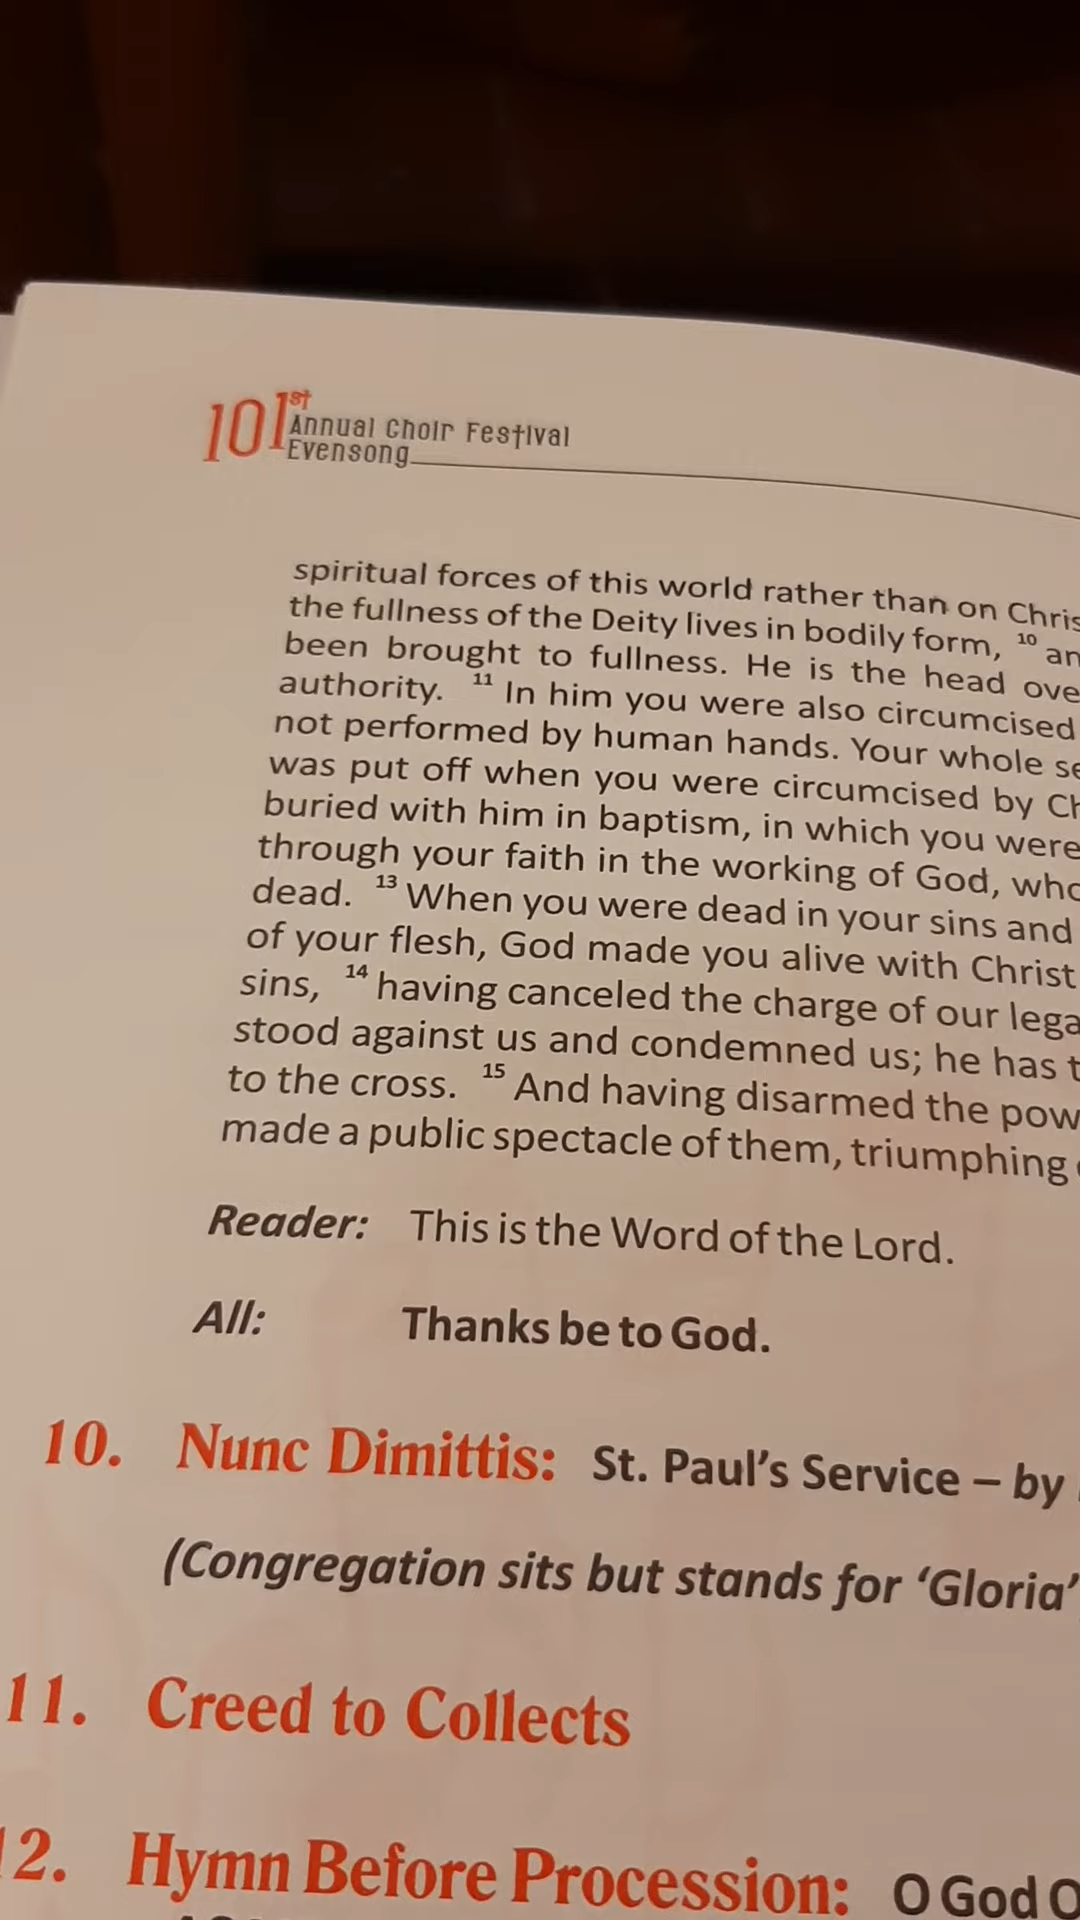 101st Annual Choir Festival
Evensong
spiritual forces of this world rather than on
the fullness of the Deity lives in bodily form, 10
been brought to fullness. He is the head
authority. 11 In him you were also circumcised
not performed by human hands. Your whole
was put off when you were circumcised by
buried with him in baptism, in which you were
through your faith in the working of God,
dead. 13 When you were dead in your sins and
of your flesh, God made you alive with Christ
sins, 14 having canceled the charge of our
stood against us and condemned us; he has
to the cross. 15 And having disarmed the
made a public spectacle of them, triumphing
Reader: This is the Word of the Lord.
All: Thanks be to God.
10. Nunc Dimittis: St. Paul's Service – by
(Congregation sits but stands for 'Gloria'
11. Creed to Collects
12. Hymn Before Procession: O God